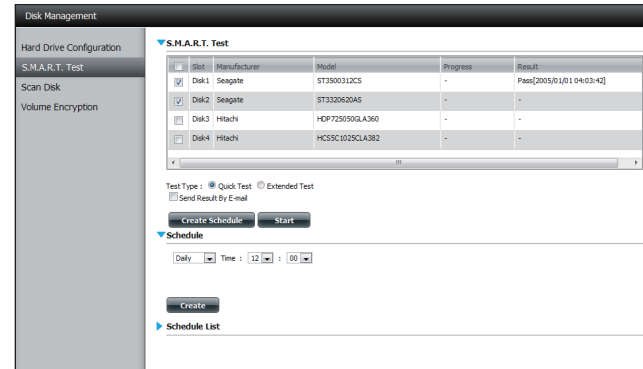 Disk Management
Hard Drive Configuration
S.M.A.R.T. Test
Scan Disk
Volume Encryption
S.M.A.R.T. Test
Slot Manufacturer Model Progress Result
Disk1 Seagate ST3500312CS - Pass[2005/01/01 04:03:42]
Disk2 Seagate ST3320620AS - -
Disk3 Hitachi HDP725050GLA360 - -
Disk4 Hitachi HCS5C1025CLA382 - -
Test Type : Quick Test Extended Test
Send Result By E-mail
Create Schedule Start
Schedule
Daily Time : 12 : 00
Create
Schedule List